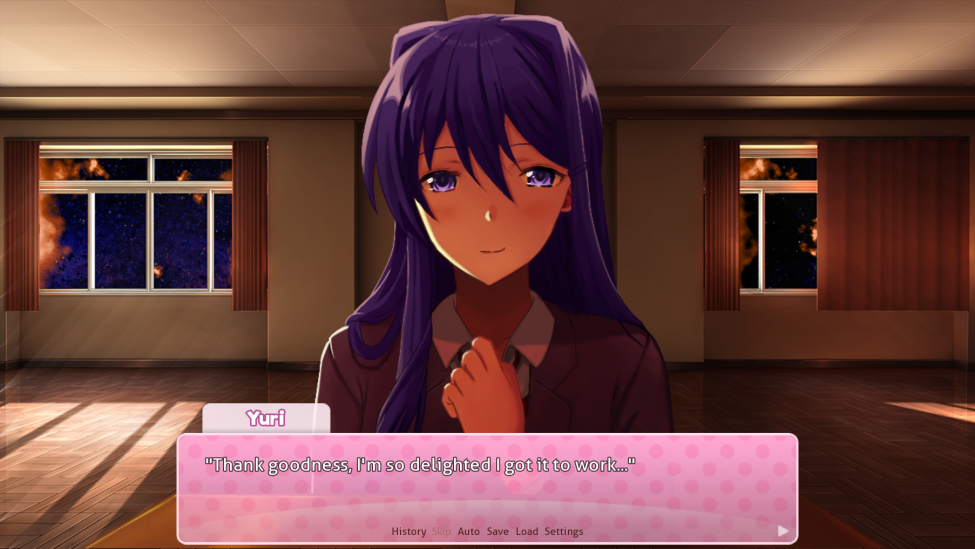 Yuri
"Thank goodness, I'm so delighted I got it to work..."
History Skip Auto Save Load Settings